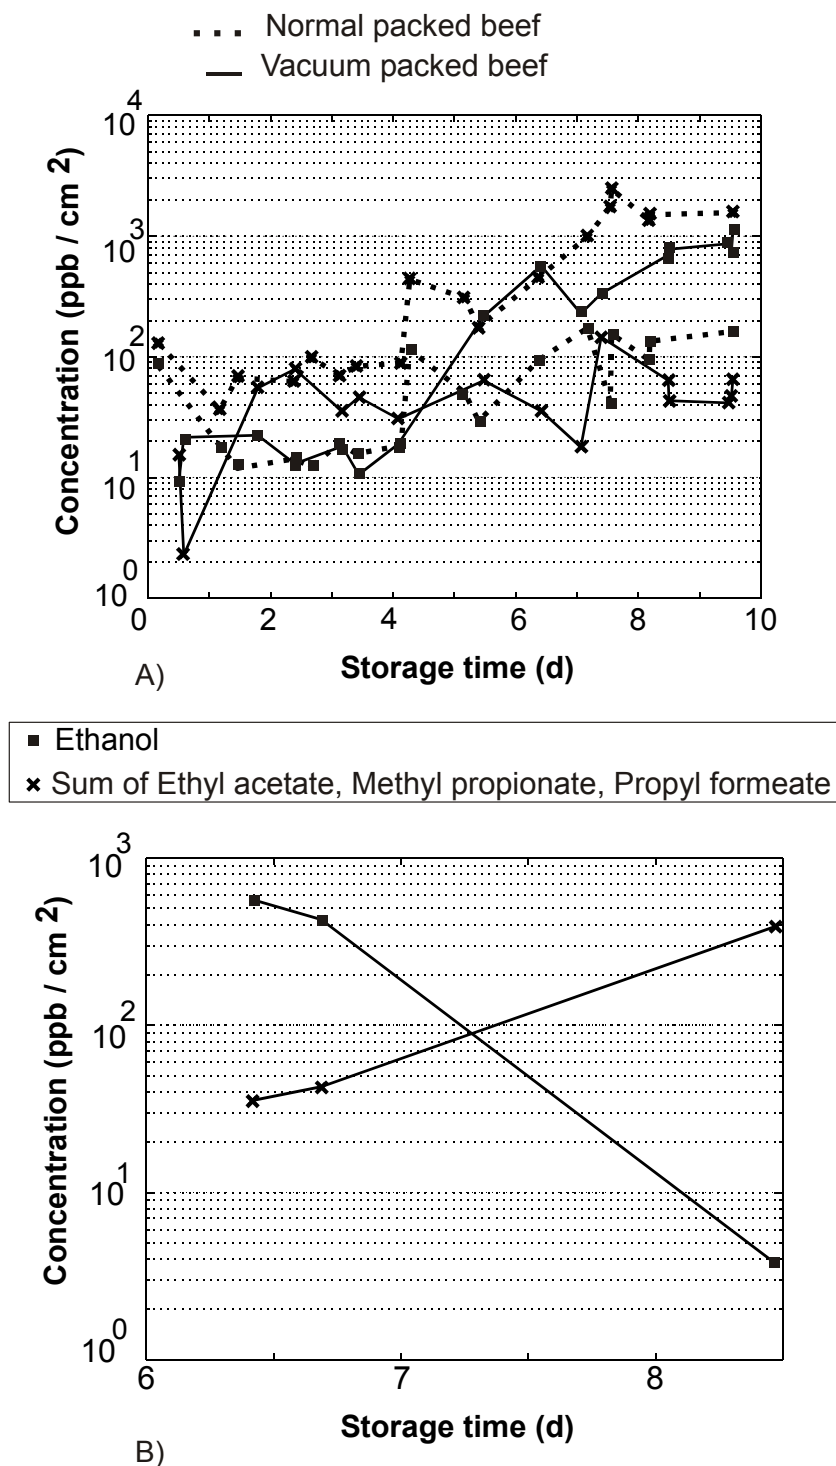 Normal packed beef
Vacuum packed beef
Concentration (ppb / cm 2)
10 4
10 3
10 2
10 1
10 0
0 2 4 6 8 10
Storage time (d)
A)
Ethanol
Sum of Ethyl acetate, Methyl propionate, Propyl formeate
Concentration (ppb / cm 2)
10 3
10 2
10 1
10 0
6 7 8
Storage time (d)
B)